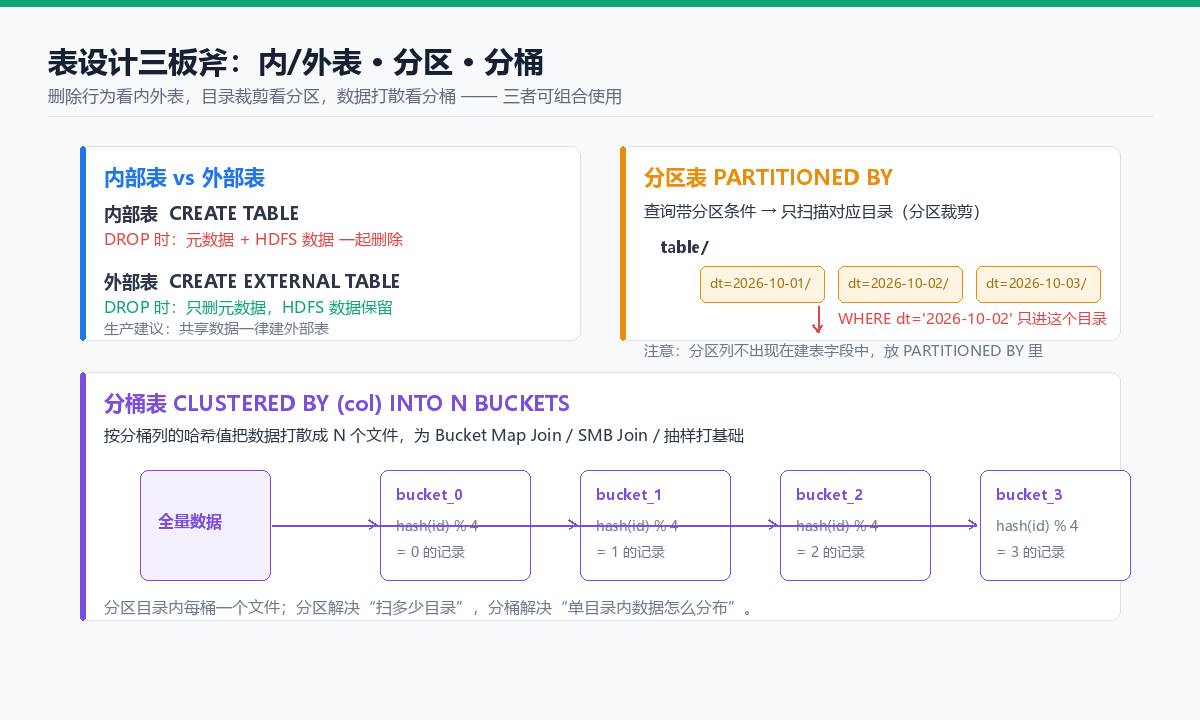 表设计三板斧：内/外表 • 分区 • 分桶
删除行为看内外表，目录裁剪看分区，数据打散看分桶 —— 三者可组合使用
内部表 vs 外部表
内部表 CREATE TABLE
DROP 时：元数据 + HDFS 数据 一起删除
外部表 CREATE EXTERNAL TABLE
DROP 时：只删元数据，HDFS 数据保留
生产建议：共享数据一律建外部表
分区表 PARTITIONED BY
查询带分区条件 → 只扫描对应目录（分区裁剪）
table/
dt=2026-10-01/
dt=2026-10-02/
dt=2026-10-03/
WHERE dt='2026-10-02' 只进这个目录
注意：分区列不出现在建表字段中，放 PARTITIONED BY 里
分桶表 CLUSTERED BY (col) INTO N BUCKETS
按分桶列的哈希值把数据打散成 N 个文件，为 Bucket Map Join / SMB Join / 抽样打基础
全量数据
bucket_0
hash(id) % 4
= 0 的记录
bucket_1
hash(id) % 4
= 1 的记录
bucket_2
hash(id) % 4
= 2 的记录
bucket_3
hash(id) % 4
= 3 的记录
分区目录内每桶一个文件；分区解决“扫多少目录”，分桶解决“单目录内数据怎么分布”。